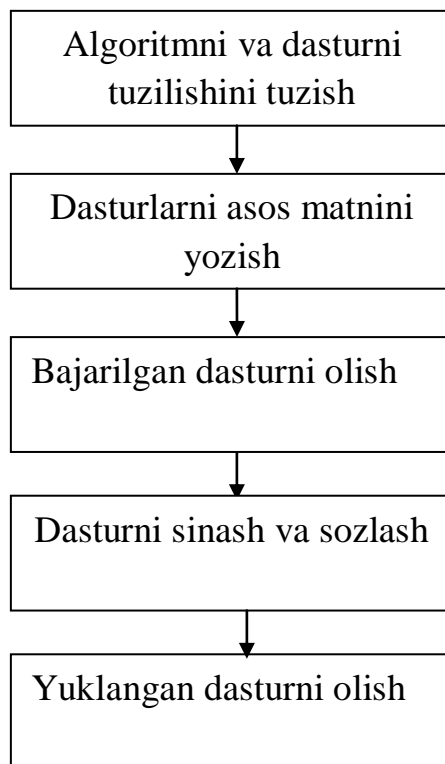 Algoritmni va dasturni
tuzilishini tuzish
Dasturlarni asos matnini
yozish
Bajarilgan dasturni olish
Dasturni sinash va sozlash
Yuklangan dasturni olish